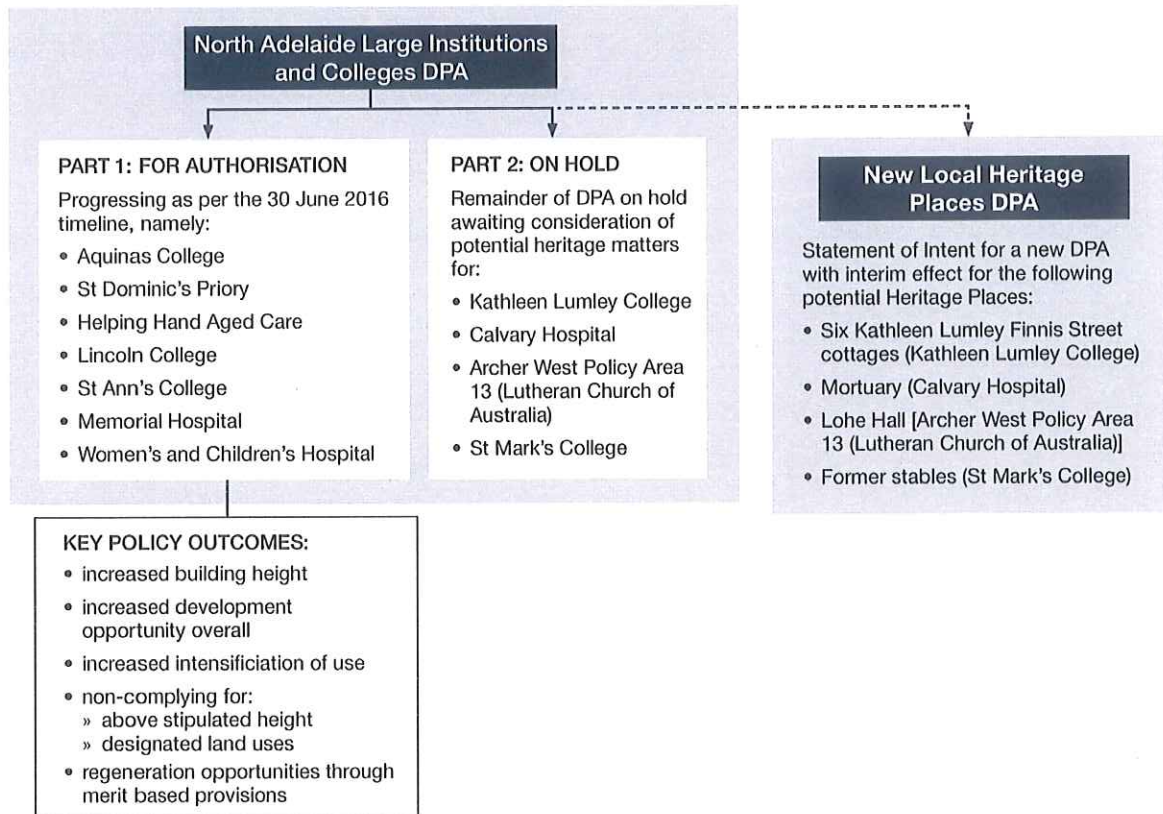 North Adelaide Large Institutions
and Colleges DPA
PART 1: FOR AUTHORISATION
Progressing as per the 30 June 2016
timeline, namely:
• Aquinas College
• St Dominic's Priory
• Helping Hand Aged Care
• Lincoln College
• St Ann's College
• Memorial Hospital
• Women's and Children's Hospital
PART 2: ON HOLD
Remainder of DPA on hold
awaiting consideration of
potential heritage matters
for:
• Kathleen Lumley College
• Calvary Hospital
• Archer West Policy Area
13 (Lutheran Church of
Australia)
• St Mark's College
New Local Heritage
Places DPA
Statement of Intent for a new DPA
with interim effect for the following
potential Heritage Places:
• Six Kathleen Lumley Finnis Street
cottages (Kathleen Lumley College)
• Mortuary (Calvary Hospital)
• Lohe Hall [Archer West Policy Area
13 (Lutheran Church of Australia)]
• Former stables (St Mark's College)
KEY POLICY OUTCOMES:
• increased building height
• increased development
opportunity overall
• increased intensificiation of use
• non-complying for:
» above stipulated height
» designated land uses
• regeneration opportunities through
merit based provisions